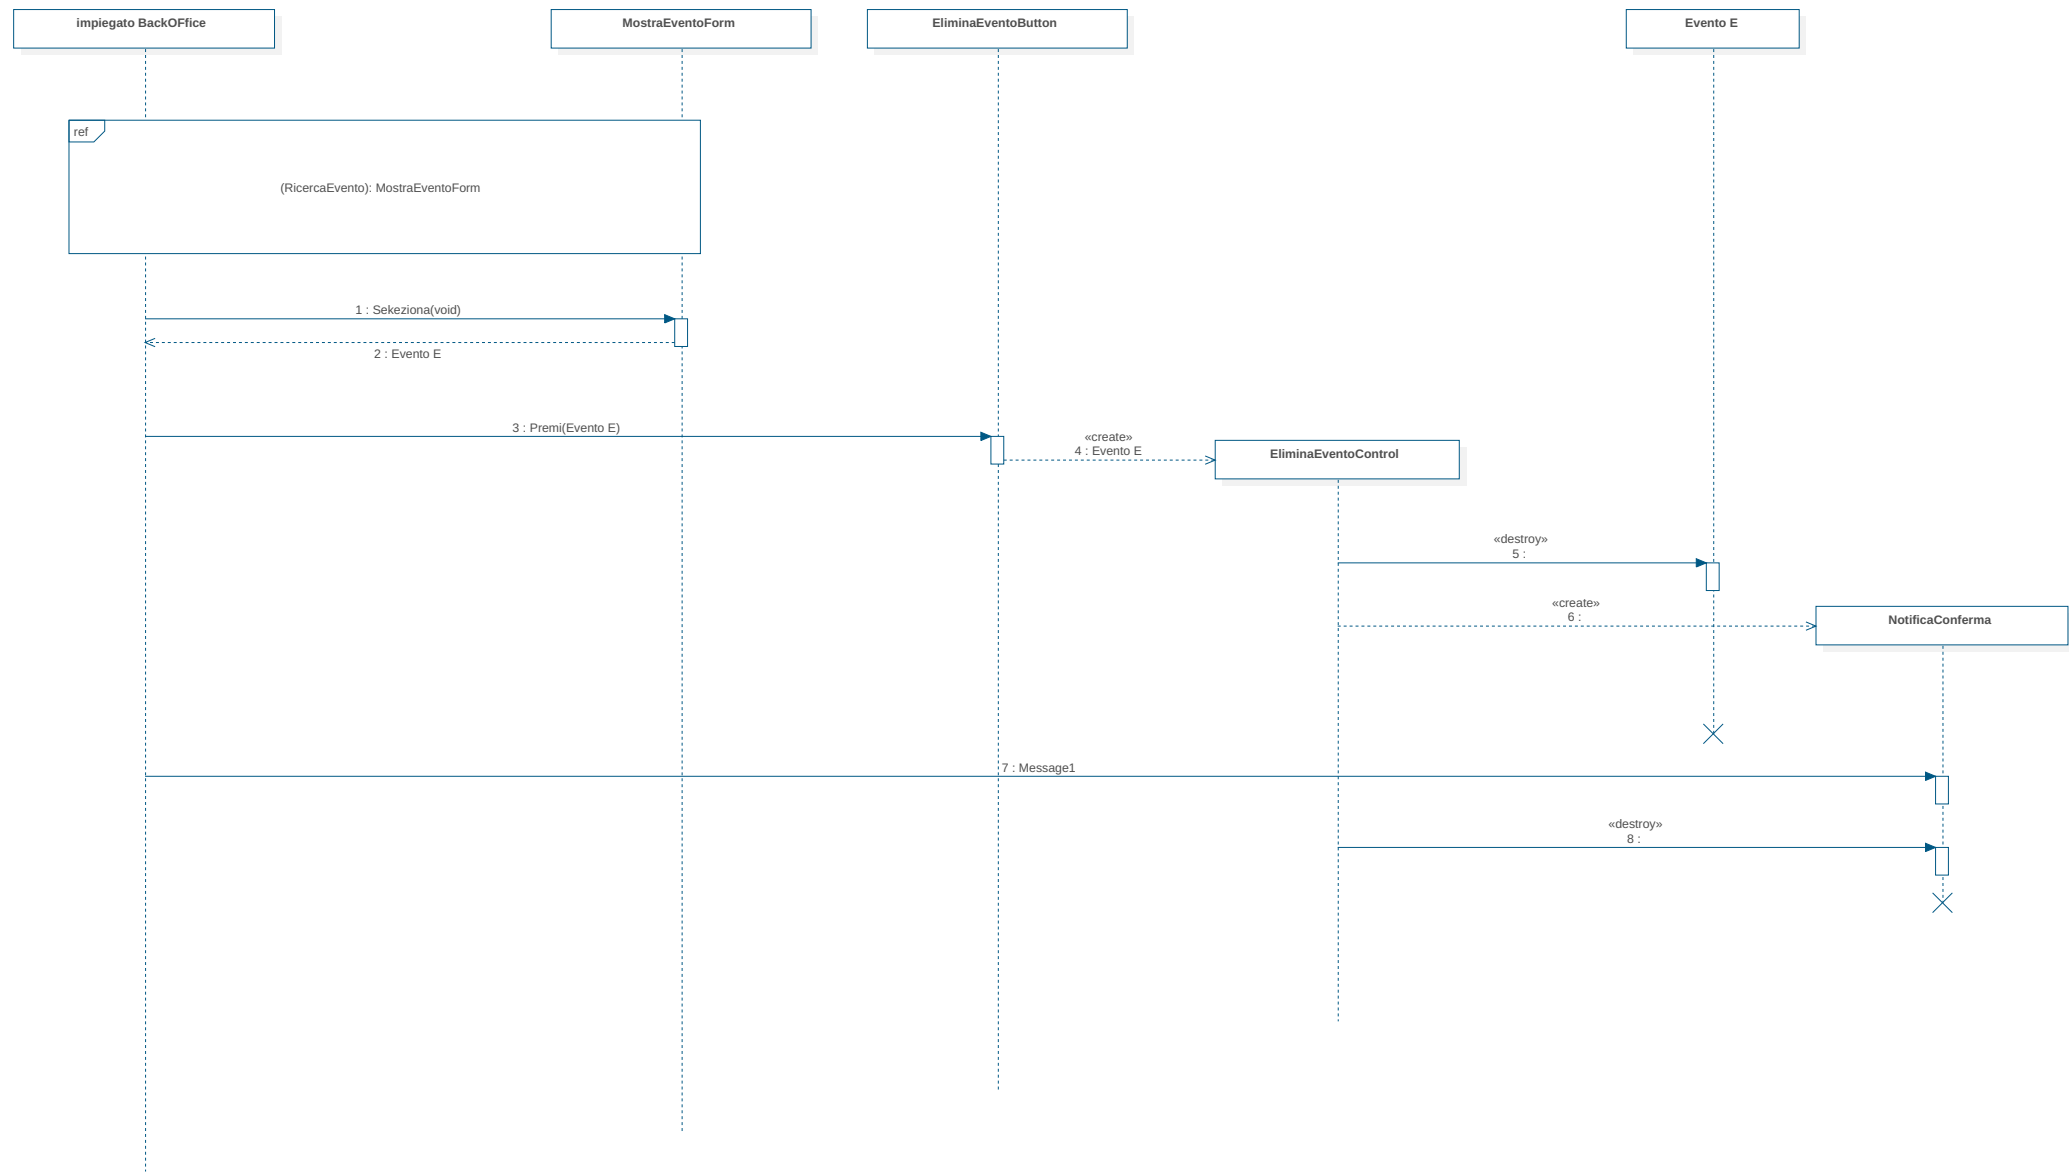 impiegato BackOFfice
MostraEventoForm
EliminaEventoButton
Evento E
ref
(RicercaEvento): MostraEventoForm
1 : Sekeziona(void)
2 : Evento E
3 : Premi(Evento E)
«create»
4 : Evento E
EliminaEventoControl
«destroy»
5 :
«create»
6 :
NotificaConferma
7 : Message1
«destroy»
8 :